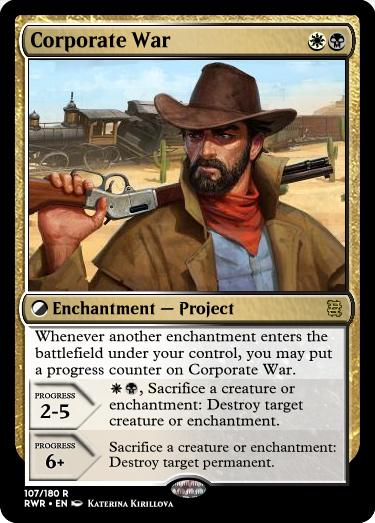 Corporate War
Enchantment — Project
Whenever another enchantment enters the
battlefield under your control, you may put
a progress counter on Corporate War.
PROGRESS
2-5
, Sacrifice a creature or
enchantment: Destroy target
creature or enchantment.
PROGRESS
6+
Sacrifice a creature or enchantment:
Destroy target permanent.
107/180 R
RWR • EN Katerina Kirillova